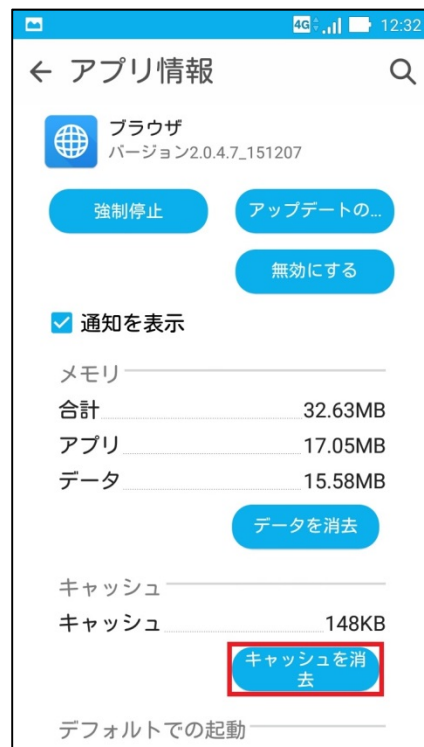 4G 12:32
アプリ情報
ブラウザ
バージョン2.0.4.7_151207
強制停止 アップデートの...
無効にする
通知を表示
メモリ
合計 32.63MB
アプリ 17.05MB
データ 15.58MB
データを消去
キャッシュ
キャッシュ 148KB
キャッシュを消
去
デフォルトでの起動